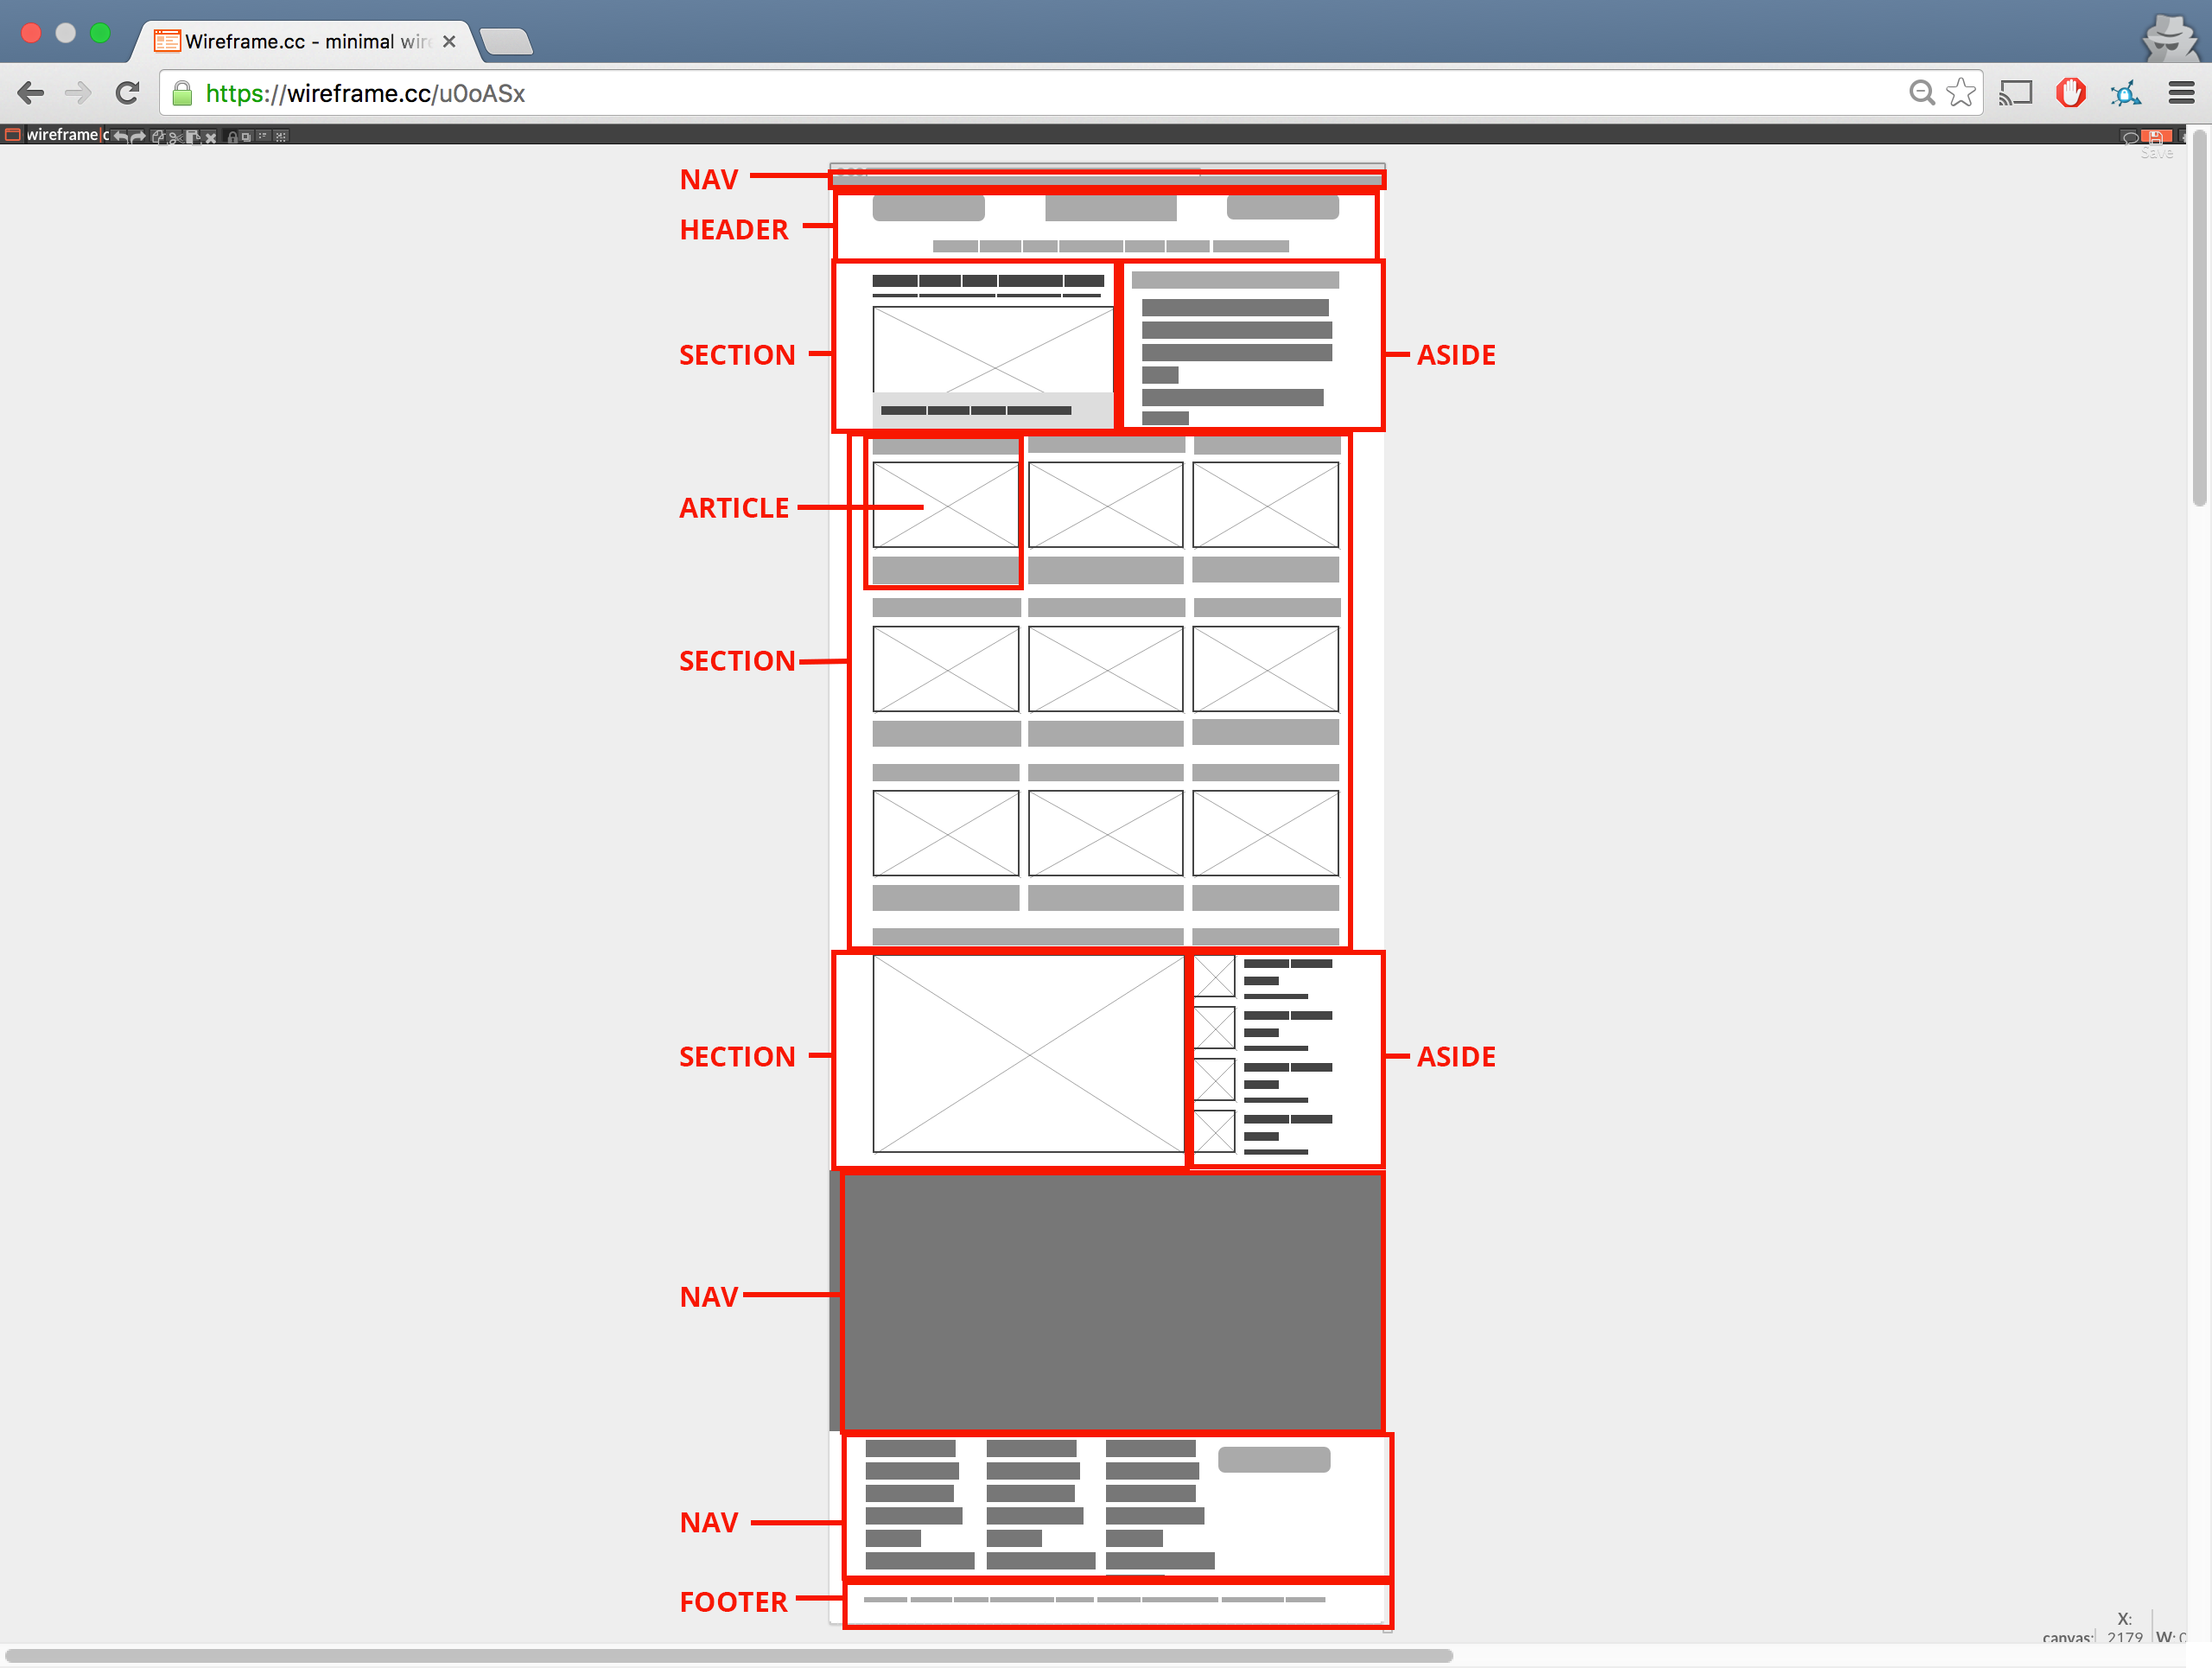 Wireframe.cc - minimal wire
https://wireframe.cc/u0oASx
wireframe|c
Save
NAV
HEADER
SECTION
ASIDE
ARTICLE
SECTION
SECTION
ASIDE
NAV
NAV
FOOTER
X:
canvas: 2179 W: 0